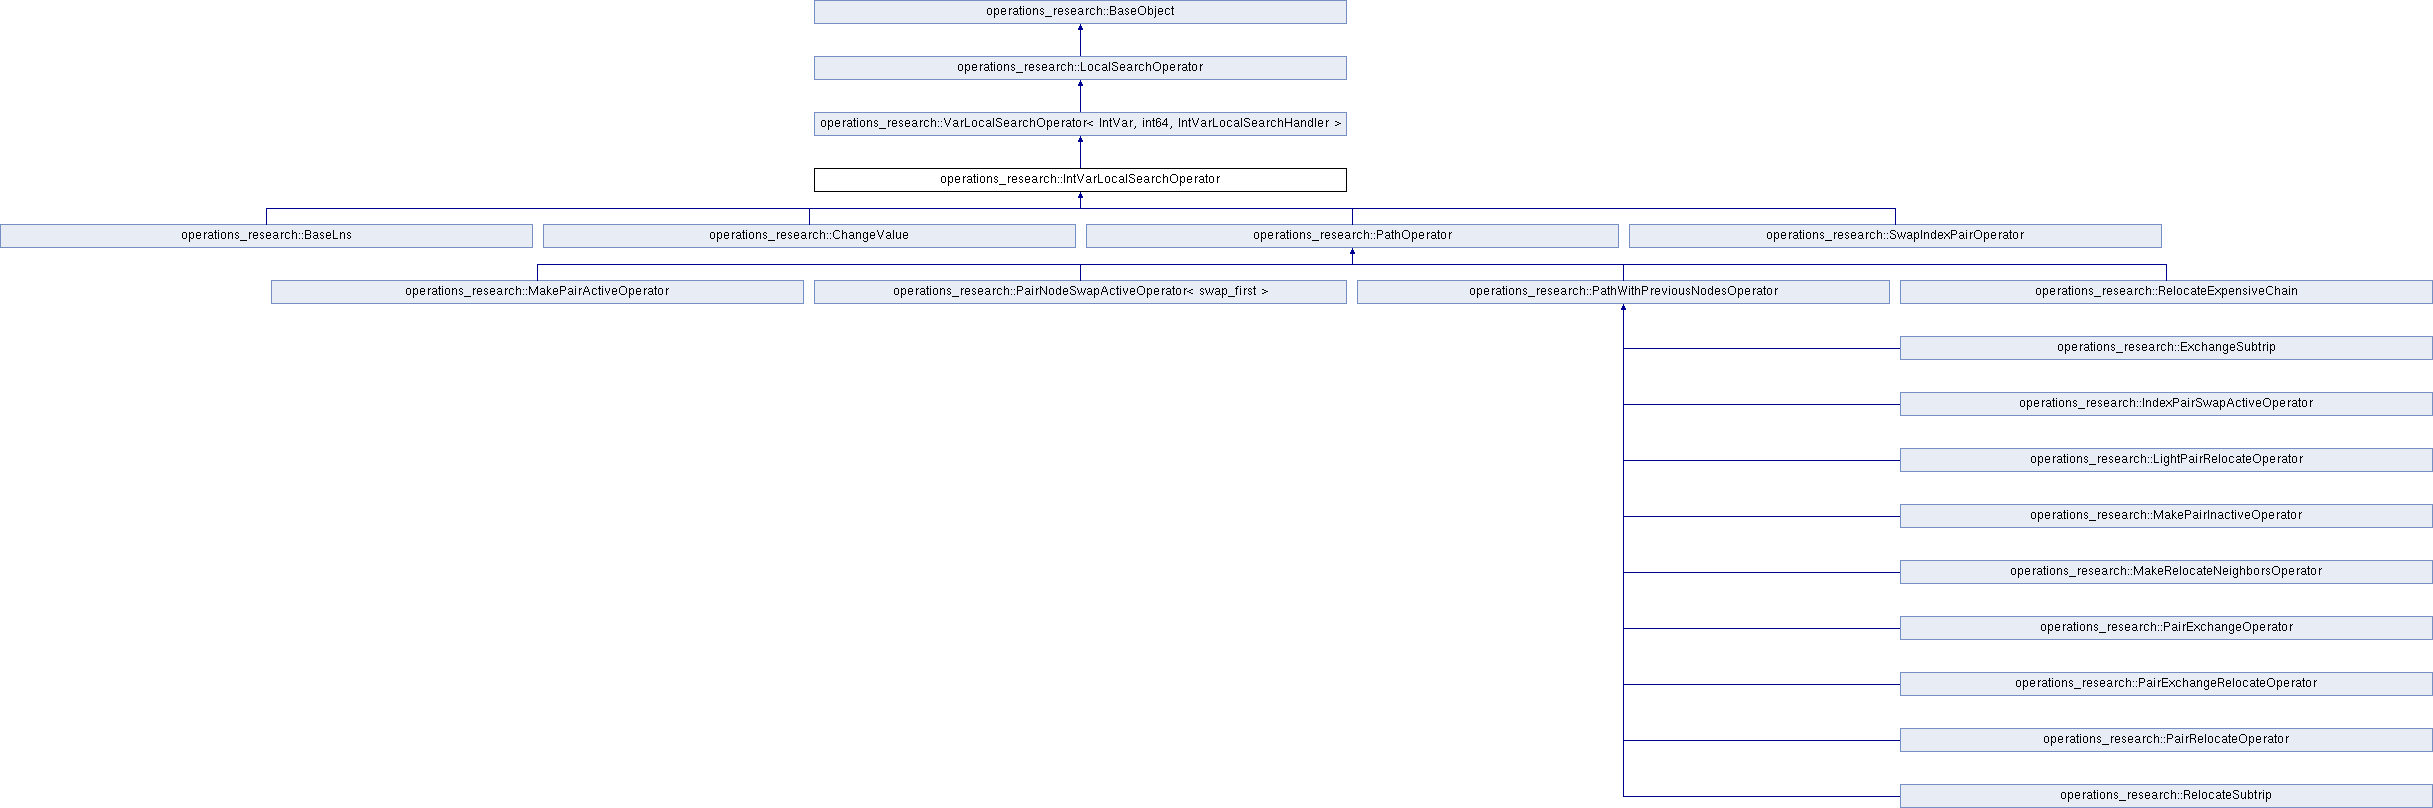 operations_research::BaseObject
operations_research::LocalSearchOperator
operations_research::VarLocalSearchOperator< IntVar, int64, IntVarLocalSearchHandler >
operations_research::IntVarLocalSearchOperator
operations_research::BaseLns
operations_research::ChangeValue
operations_research::PathOperator
operations_research::SwapIndexPairOperator
operations_research::MakePairActiveOperator
operations_research::PairNodeSwapActiveOperator< swap_first >
operations_research::PathWithPreviousNodesOperator
operations_research::RelocateExpensiveChain
operations_research::ExchangeSubtrip
operations_research::IndexPairSwapActiveOperator
operations_research::LightPairRelocateOperator
operations_research::MakePairInactiveOperator
operations_research::MakeRelocateNeighborsOperator
operations_research::PairExchangeOperator
operations_research::PairExchangeRelocateOperator
operations_research::PairRelocateOperator
operations_research::RelocateSubtrip